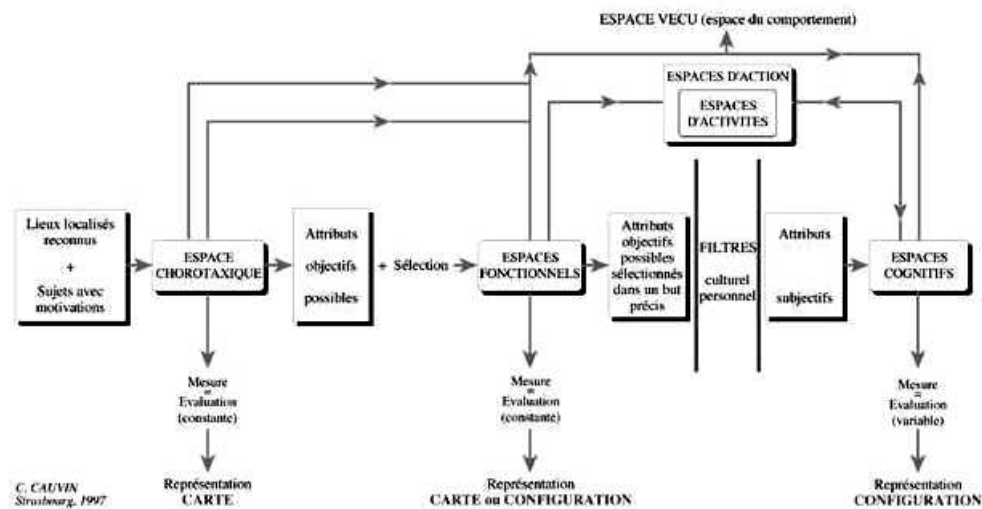 ESPACE VECU (espace du comportement)
ESPACES D'ACTION
ESPACES
D'ACTIVITES
Lieux localisés
reconnus
+
Sujets avec
motivations
ESPACE
CHOROTAXIQUE
Attributs
objectifs
possibles
+ Sélection
ESPACES
FONCTIONNELS
Attributs
objectifs
possibles
sélectionnés
dans un but
précis
FILTRES
culturel
personnel
Attributs
subjectifs
ESPACES
COGNITIFS
Mesure
=
Evaluation
(constante)
Mesure
=
Evaluation
(constante)
Mesure
=
Evaluation
(variable)
C. CAUVIN
Strasbourg, 1997
Représentation
CARTE
Représentation
CARTE ou CONFIGURATION
Représentation
CONFIGURATION